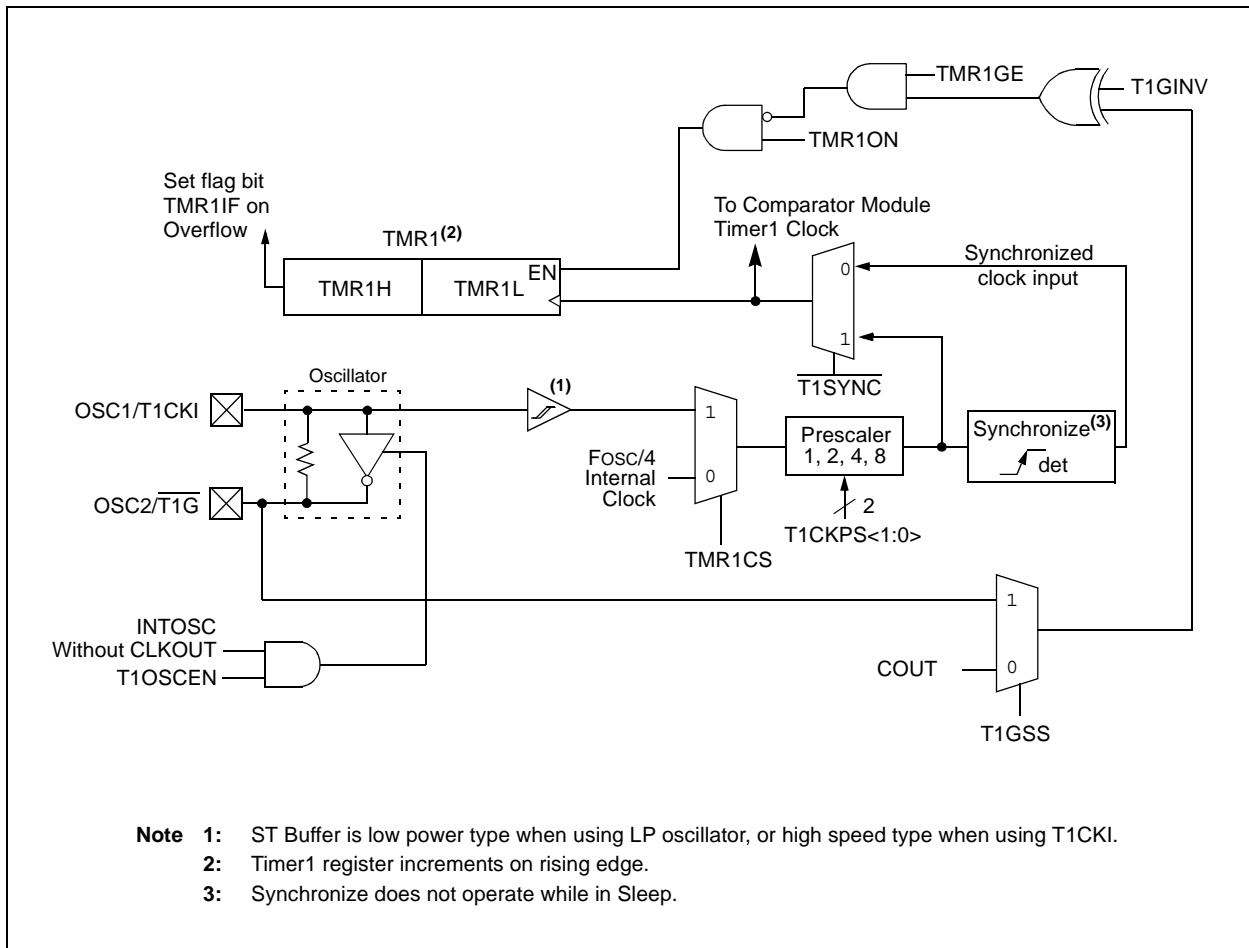 TMR1GE
T1GINV
TMR1ON
Set flag bit
TMR1IF on
Overflow
To Comparator Module
Timer1 Clock
TMR1(2)
EN
TMR1H
TMR1L
0
Synchronized
clock input
1
T1SYNC
Oscillator
(1)
OSC1/T1CKI
1
Prescaler
1, 2, 4, 8
Synchronize(3)
det
FOSC/4
Internal
Clock
0
OSC2/T1G
2
T1CKPS<1:0>
TMR1CS
1
INTOSC
Without CLKOUT
T1OSCEN
COUT
0
T1GSS
Note 1: ST Buffer is low power type when using LP oscillator, or high speed type when using T1CKI.
2: Timer1 register increments on rising edge.
3: Synchronize does not operate while in Sleep.